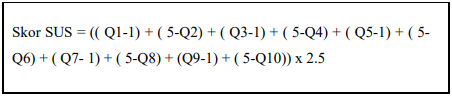 Skor SUS = (( Q1-1) + ( 5-Q2) + ( Q3-1) + ( 5-Q4) + ( Q5-1) + ( 5-
Q6) + ( Q7- 1) + ( 5-Q8) + (Q9-1) + ( 5-Q10)) x 2.5